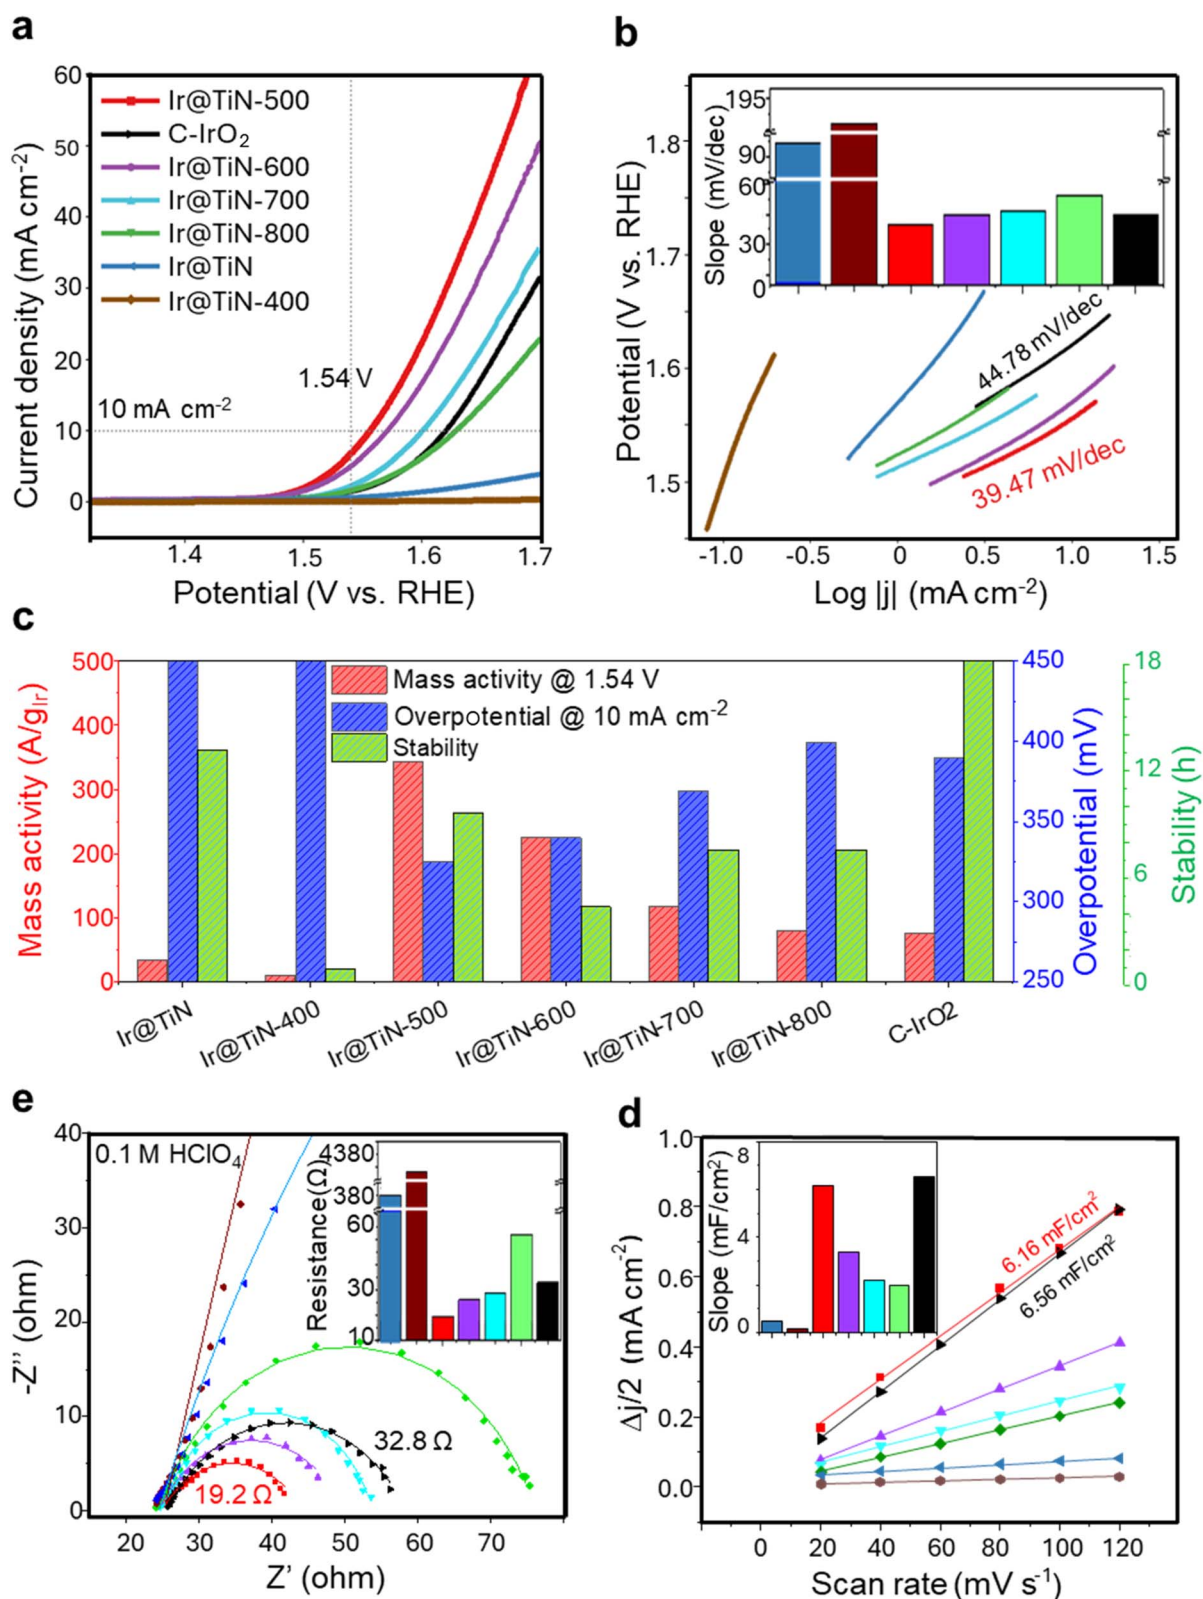 a
60
50
40
30
20
10
0
Current density (mA cm-2)
Ir@TiN-500
C-IrO2
Ir@TiN-600
Ir@TiN-700
Ir@TiN-800
Ir@TiN
Ir@TiN-400
1.54 V
10 mA cm-2
1.4
1.5
1.6
1.7
Potential (V vs. RHE)
b
1.8
1.7
1.6
1.5
Potential (V vs. RHE)
195
90
60
30
0
Slope (mV/dec)
44.78 mV/dec
39.47 mV/dec
-1.0
-0.5
0
0.5
1.0
1.5
Log |j| (mA cm-2)
c
500
400
300
200
100
0
Mass activity (A/gIr)
Mass activity @ 1.54 V
Overpotential @ 10 mA cm-2
Stability
450
400
350
300
250
Overpotential (mV)
18
12
6
0
Stability (h)
Ir@TiN
Ir@TiN-400
Ir@TiN-500
Ir@TiN-600
Ir@TiN-700
Ir@TiN-800
C-IrO2
e
40
30
20
10
0
-Z'' (ohm)
0.1 M HClO4
4380
380
60
30
10
Resistance(Ω)
32.8 Ω
19.2 Ω
20
30
40
50
60
70
Z' (ohm)
d
1.0
0.8
0.6
0.4
0.2
0.0
Δj/2 (mA cm-2)
8
4
0
Slope (mF/cm2)
6.16 mF/cm2
6.56 mF/cm2
0
20
40
60
80
100
120
Scan rate (mV s-1)